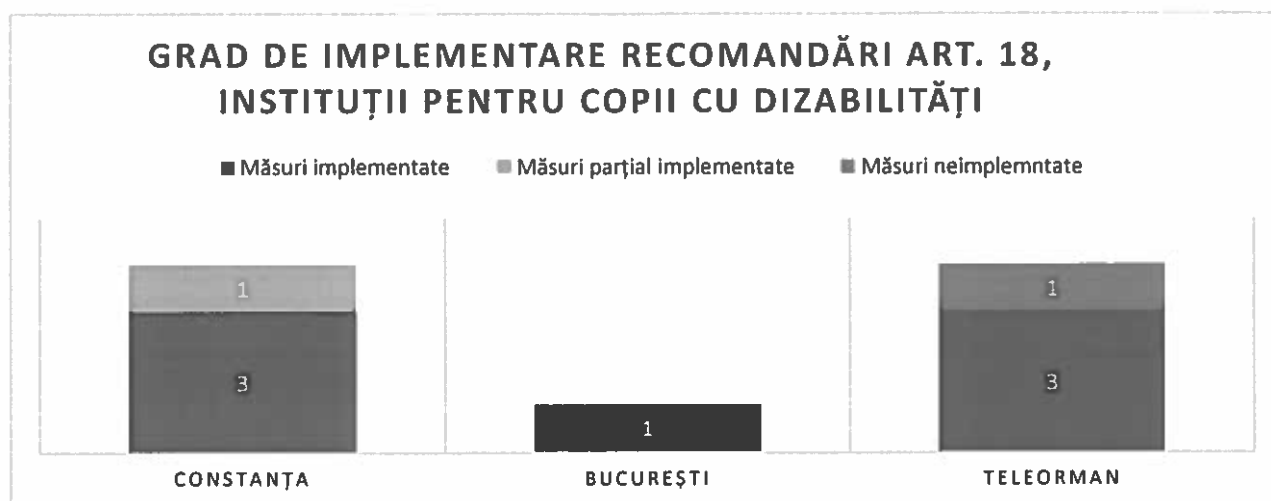 GRAD DE IMPLEMENTARE RECOMANDĂRI ART. 18,
INSTITUȚII PENTRU COPII CU DIZABILITĂȚI
Măsuri implementate Măsuri parțial implementate Măsuri neimplemntate
1 1
3 1 3
CONSTANȚA BUCUREȘTI TELEORMAN